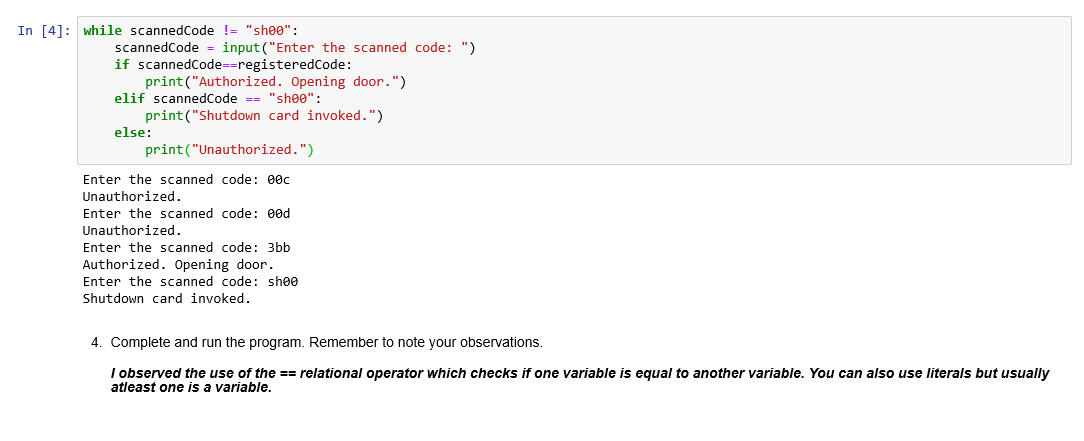 In [4]: while scannedCode != "sh00":
    scannedCode = input("Enter the scanned code: ")
    if scannedCode==registeredCode:
        print("Authorized. Opening door.")
    elif scannedCode == "sh00":
        print("Shutdown card invoked.")
    else:
        print("Unauthorized.")
Enter the scanned code: 00c
Unauthorized.
Enter the scanned code: 00d
Unauthorized.
Enter the scanned code: 3bb
Authorized. Opening door.
Enter the scanned code: sh00
Shutdown card invoked.
4. Complete and run the program. Remember to note your observations.
I observed the use of the == relational operator which checks if one variable is equal to another variable. You can also use literals but usually
atleast one is a variable.